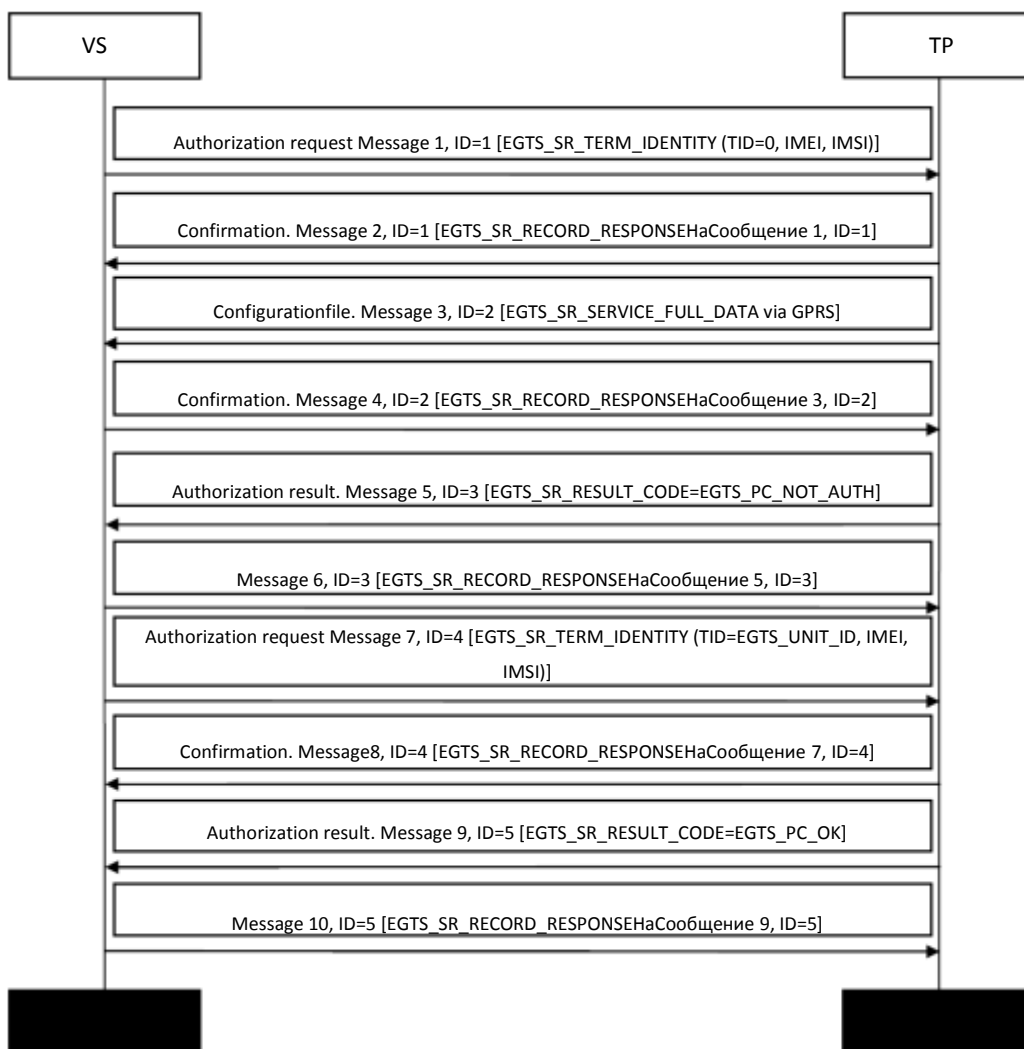 VS
TP
Authorization request Message 1, ID=1 [EGTS_SR_TERM_IDENTITY (TID=0, IMEI, IMSI)]
Confirmation. Message 2, ID=1 [EGTS_SR_RECORD_RESPONSEНаСообщение 1, ID=1]
Configurationfile. Message 3, ID=2 [EGTS_SR_SERVICE_FULL_DATA via GPRS]
Confirmation. Message 4, ID=2 [EGTS_SR_RECORD_RESPONSEНаСообщение 3, ID=2]
Authorization result. Message 5, ID=3 [EGTS_SR_RESULT_CODE=EGTS_PC_NOT_AUTH]
Message 6, ID=3 [EGTS_SR_RECORD_RESPONSEНаСообщение 5, ID=3]
Authorization request Message 7, ID=4 [EGTS_SR_TERM_IDENTITY (TID=EGTS_UNIT_ID, IMEI,
IMSI)]
Confirmation. Message8, ID=4 [EGTS_SR_RECORD_RESPONSEНаСообщение 7, ID=4]
Authorization result. Message 9, ID=5 [EGTS_SR_RESULT_CODE=EGTS_PC_OK]
Message 10, ID=5 [EGTS_SR_RECORD_RESPONSEНаСообщение 9, ID=5]